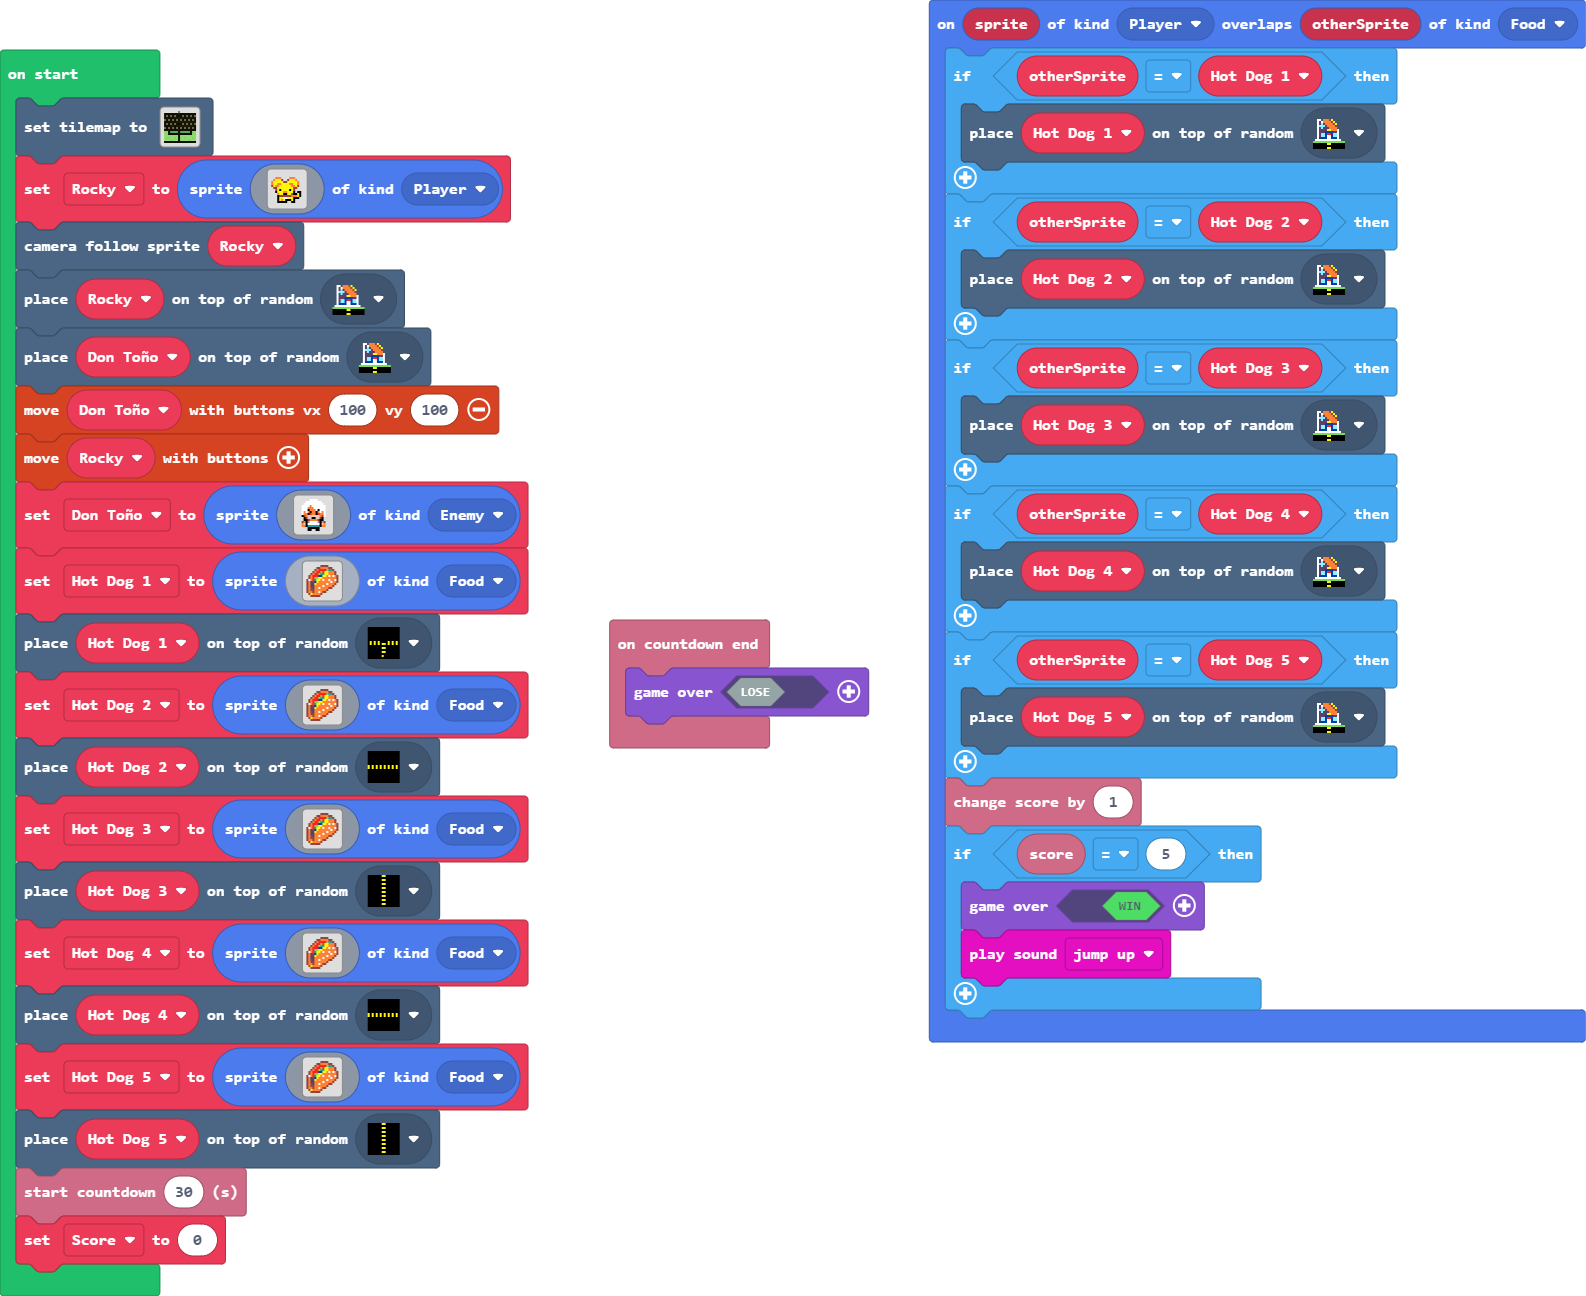 on start
set tilemap to
set Rocky to sprite of kind Player
camera follow sprite Rocky
place Rocky on top of random
place Don Toño on top of random
move Don Toño with buttons vx 100 vy 100
move Rocky with buttons
set Don Toño to sprite of kind Enemy
set Hot Dog 1 to sprite of kind Food
place Hot Dog 1 on top of random
set Hot Dog 2 to sprite of kind Food
place Hot Dog 2 on top of random
set Hot Dog 3 to sprite of kind Food
place Hot Dog 3 on top of random
set Hot Dog 4 to sprite of kind Food
place Hot Dog 4 on top of random
set Hot Dog 5 to sprite of kind Food
place Hot Dog 5 on top of random
start countdown 30 (s)
set Score to 0
on countdown end
game over LOSE
on sprite of kind Player overlaps otherSprite of kind Food
if otherSprite = Hot Dog 1 then
place Hot Dog 1 on top of random
if otherSprite = Hot Dog 2 then
place Hot Dog 2 on top of random
if otherSprite = Hot Dog 3 then
place Hot Dog 3 on top of random
if otherSprite = Hot Dog 4 then
place Hot Dog 4 on top of random
if otherSprite = Hot Dog 5 then
place Hot Dog 5 on top of random
change score by 1
if score = 5 then
game over WIN
play sound jump up